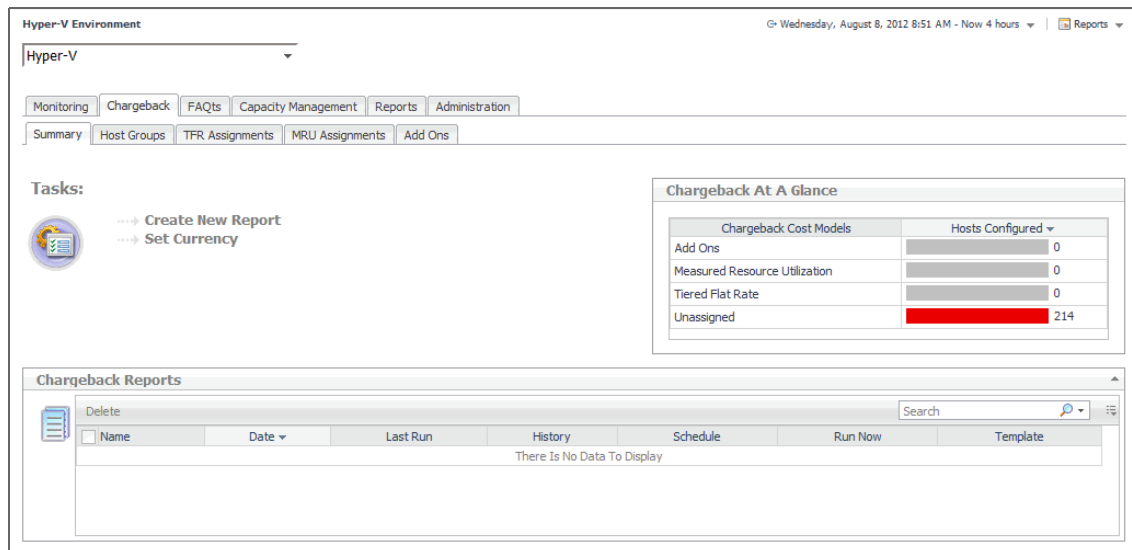 Hyper-V Environment
Wednesday, August 8, 2012 8:51 AM - Now 4 hours
Reports
Hyper-V
Monitoring Chargeback FAQts Capacity Management Reports Administration
Summary Host Groups TFR Assignments MRU Assignments Add Ons
Tasks:
Create New Report
Set Currency
Chargeback At A Glance
Chargeback Cost Models Hosts Configured
Add Ons 0
Measured Resource Utilization 0
Tiered Flat Rate 0
Unassigned 214
Chargeback Reports
Delete
Search
Name Date Last Run History Schedule Run Now Template
There Is No Data To Display